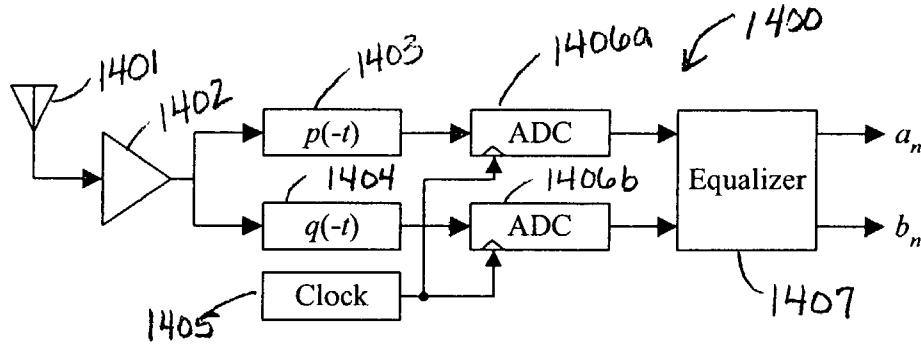 1400
1401
1402
1403
1406a
p(-t)
ADC
a_n
1404
1406b
Equalizer
q(-t)
ADC
b_n
1405
Clock
1407